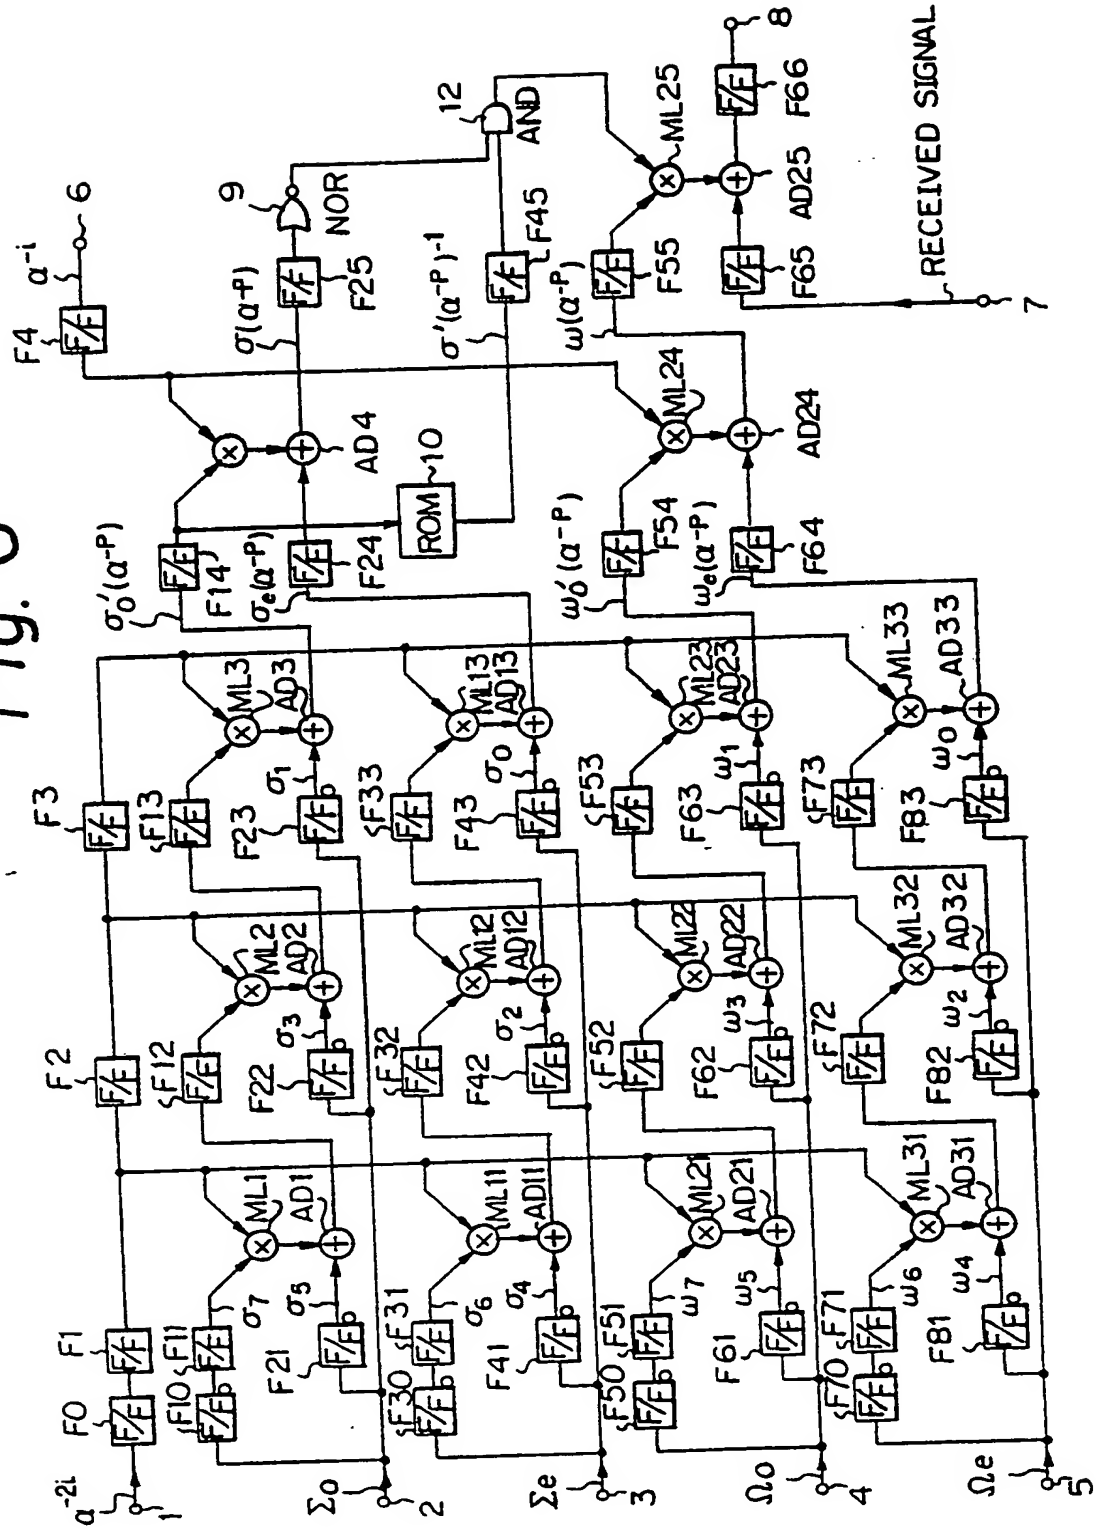 Fig. 6
α⁻²ⁱ
1
F0
F1
F2
F3
F4
α⁻ⁱ
6
F/F
F/F
F/F
F/F
F/F
F/F
Σo
2
F10
F11
σ7
ML1
AD1
F21
σ5
F12
ML2
AD2
F22
σ3
F13
ML3
AD3
F23
σ1
σo'(α⁻ᴾ)
F14
AD4
σ(α⁻ᴾ)
F25
9
NOR
Σe
3
F30
F31
σ6
ML11
AD11
F41
σ4
F32
ML12
AD12
F42
σ2
F33
ML13
AD13
F43
σ0
σe(α⁻ᴾ)
F24
ROM
10
σ'(α⁻ᴾ)⁻¹
F45
12
AND
Ωo
4
F50
F51
ω7
ML21
AD21
F61
ω5
F52
ML22
AD22
F62
ω3
F53
ML23
AD23
F63
ω1
ωo'(α⁻ᴾ)
F54
ML24
AD24
ω(α⁻ᴾ)
F55
ML25
AD25
F65
F66
8
Ωe
5
F70
F71
ω6
ML31
AD31
F81
ω4
F72
ML32
AD32
F82
ω2
F73
ML33
AD33
F83
ω0
ωe(α⁻ᴾ)
F64
7
RECEIVED SIGNAL